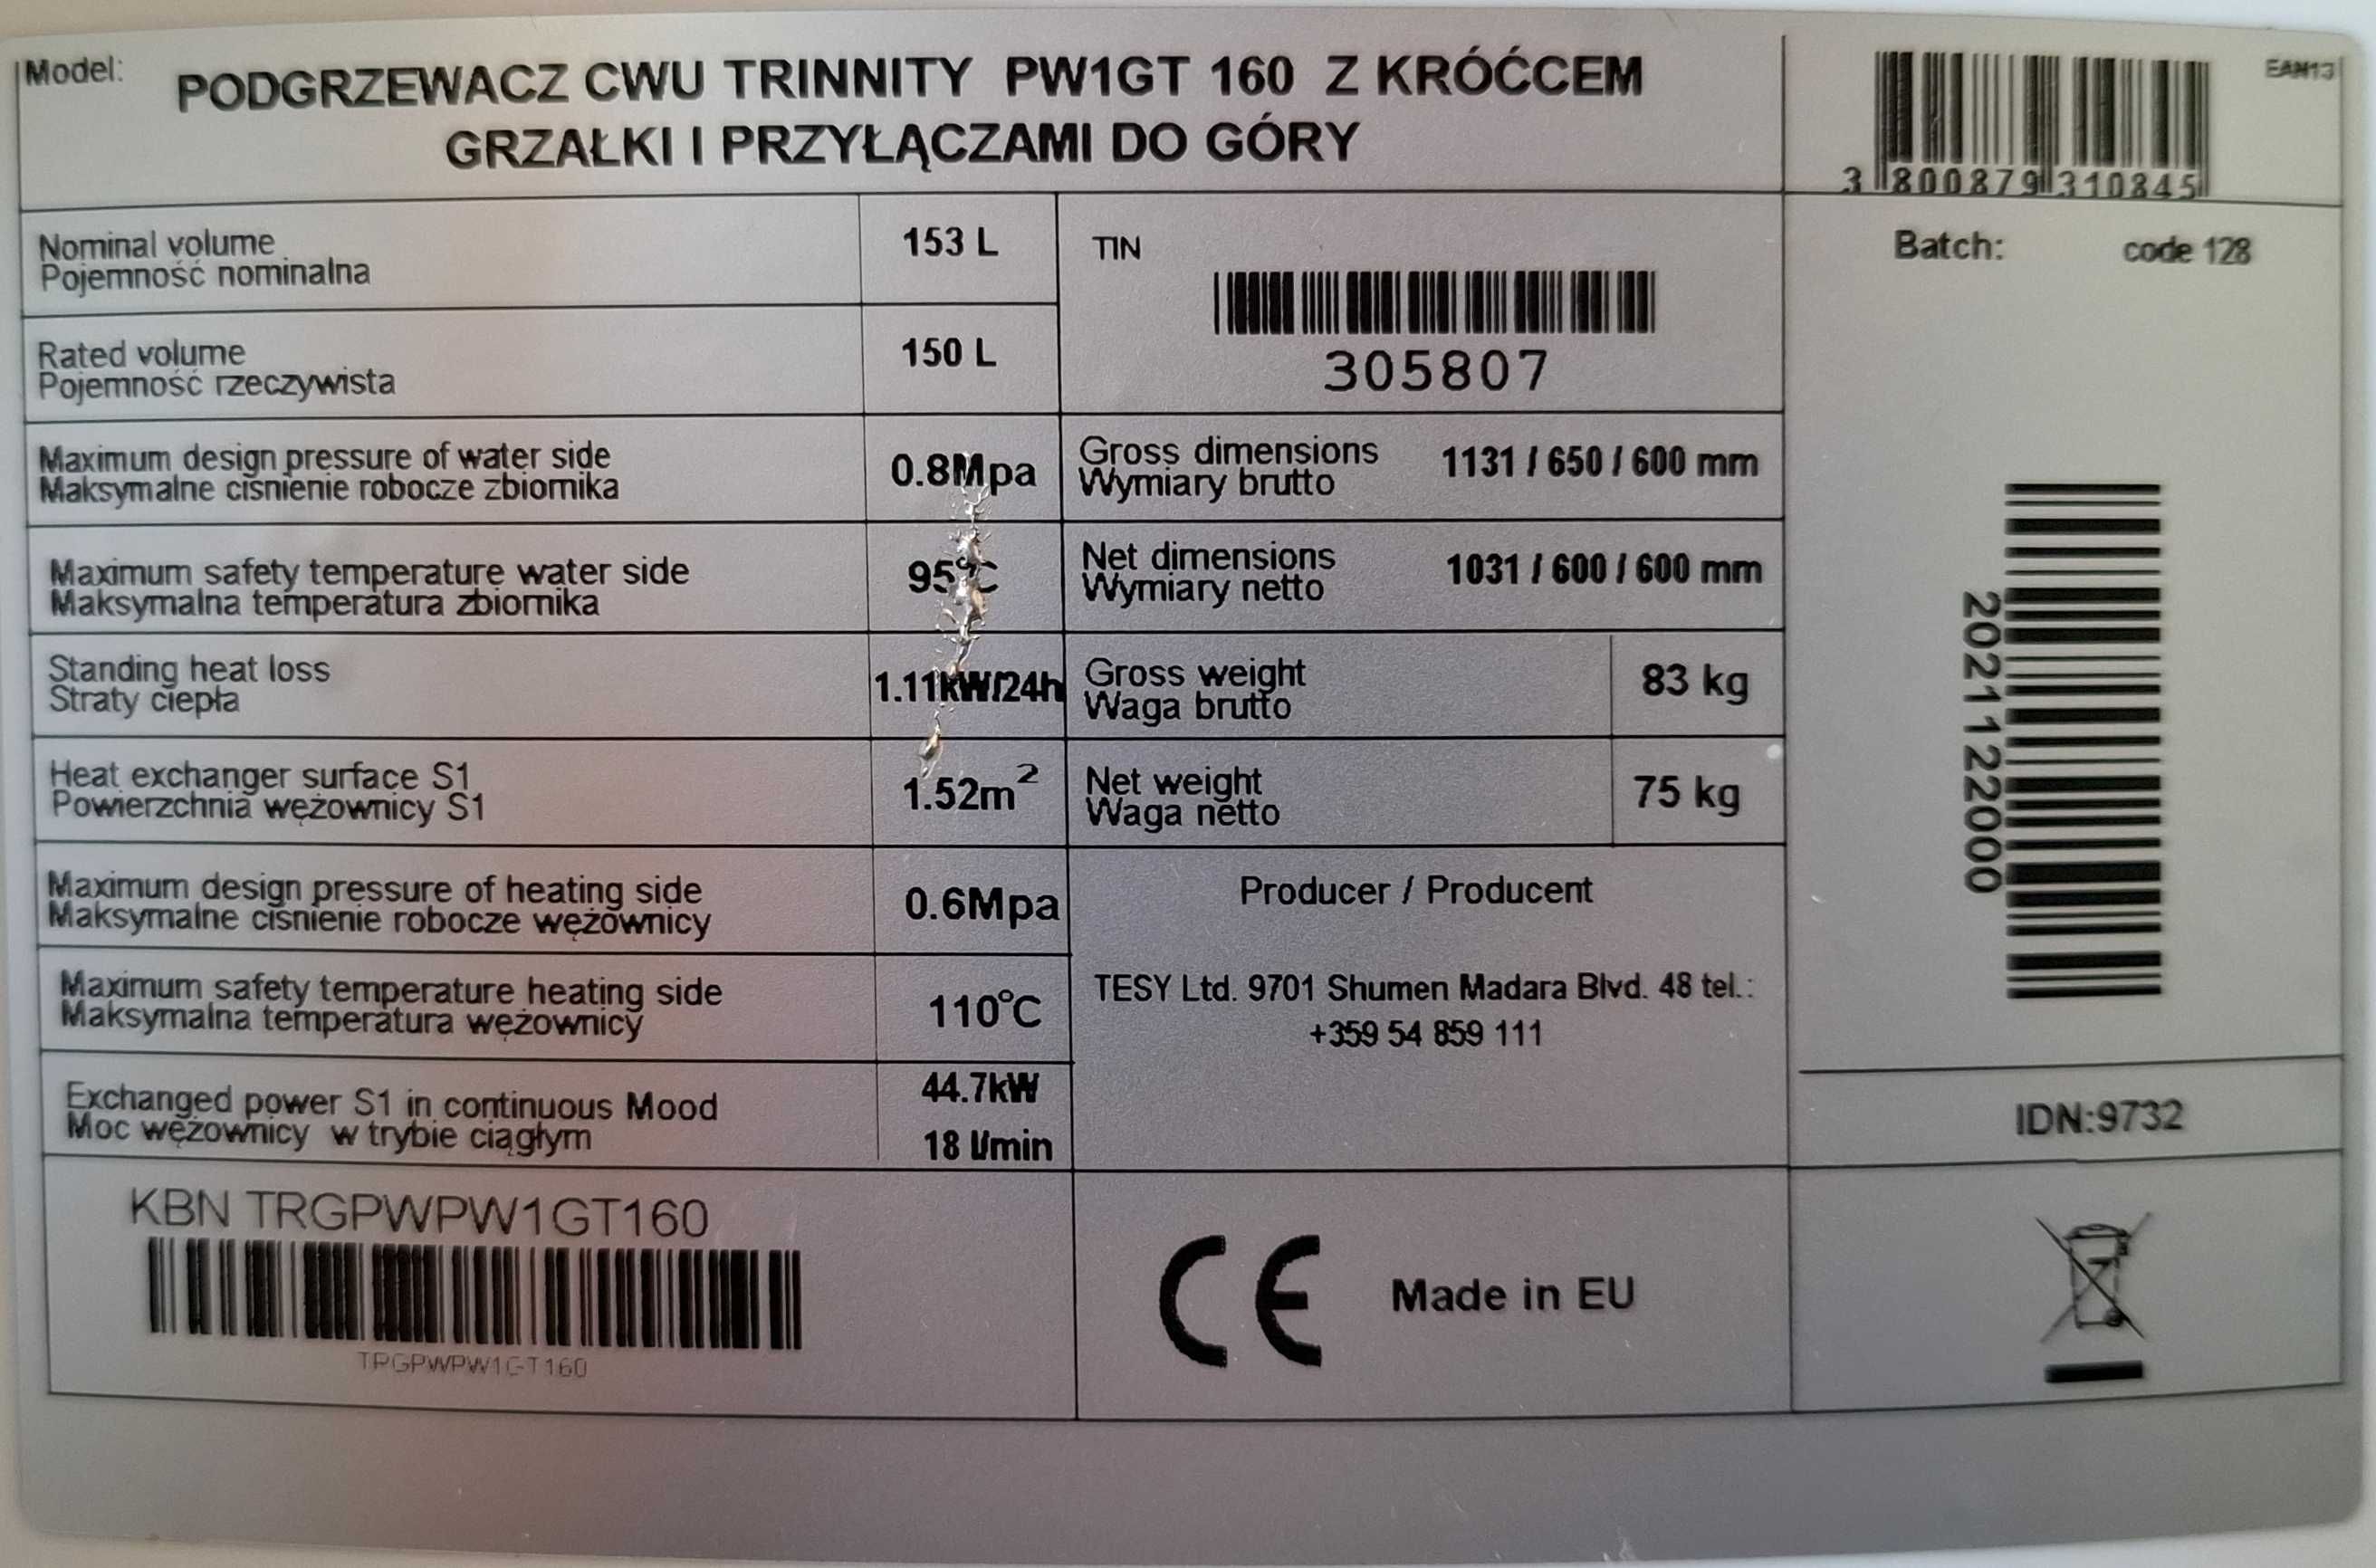 Model:
PODGRZEWACZ CWU TRINNITY PW1GT 160 Z KRÓĆCEM
GRZAŁKI I PRZYŁĄCZAMI DO GÓRY
EAN13
3 800879 310845
Nominal volume
Pojemność nominalna
153 L
Rated volume
Pojemność rzeczywista
150 L
TIN
305807
Batch: code 128
20211222000
Maximum design pressure of water side
Maksymalne ciśnienie robocze zbiornika
0.8Mpa
Gross dimensions
Wymiary brutto
1131 / 650 / 600 mm
Maximum safety temperature water side
Maksymalna temperatura zbiornika
95°C
Net dimensions
Wymiary netto
1031 / 600 / 600 mm
Standing heat loss
Straty ciepła
1.11kW/24h
Gross weight
Waga brutto
83 kg
Heat exchanger surface S1
Powierzchnia wężownicy S1
1.52m²
Net weight
Waga netto
75 kg
Maximum design pressure of heating side
Maksymalne ciśnienie robocze wężownicy
0.6Mpa
Maximum safety temperature heating side
Maksymalna temperatura wężownicy
110°C
Exchanged power S1 in continuous Mood
Moc wężownicy w trybie ciągłym
44.7kW
18 l/min
Producer / Producent
TESY Ltd. 9701 Shumen Madara Blvd. 48 tel.:
+359 54 859 111
IDN:9732
KBN TRGPWPW1GT160
TRGPWPW1GT160
CE Made in EU